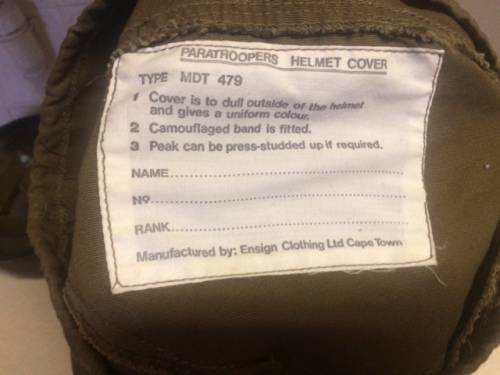 PARATROOPERS HELMET COVER
TYPE MDT 479
1 Cover is to dull outside of the helmet
and gives a uniform colour.
2 Camouflaged band is fitted.
3 Peak can be press-studded up if required.
NAME........................................................
No............................................................
RANK.......................................................
Manufactured by: Ensign Clothing Ltd Cape Town